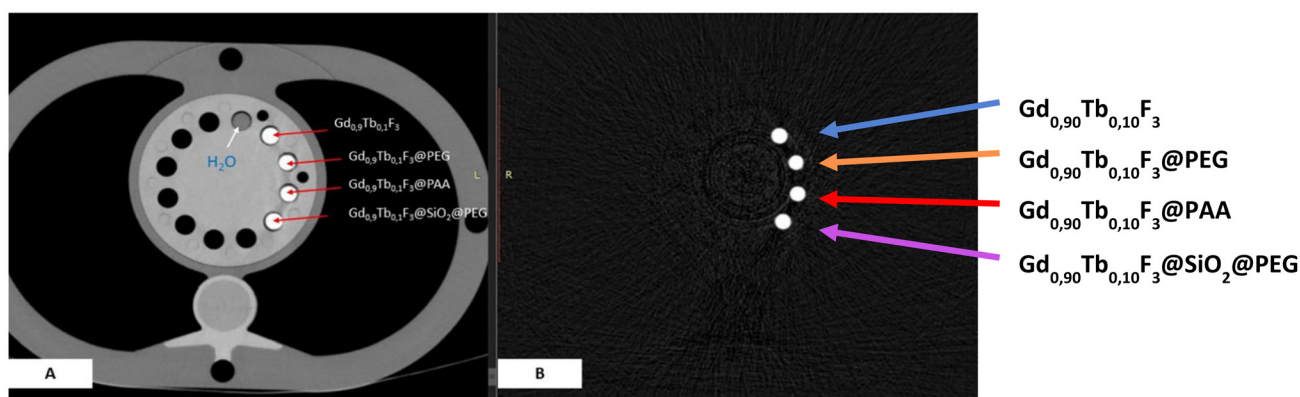 Gd0,9Tb0,1F3
H2O
Gd0,9Tb0,1F3@PEG
Gd0,9Tb0,1F3@PAA
Gd0,9Tb0,1F3@SiO2@PEG
L
R
A
B
Gd0,90Tb0,10F3
Gd0,90Tb0,10F3@PEG
Gd0,90Tb0,10F3@PAA
Gd0,90Tb0,10F3@SiO2@PEG